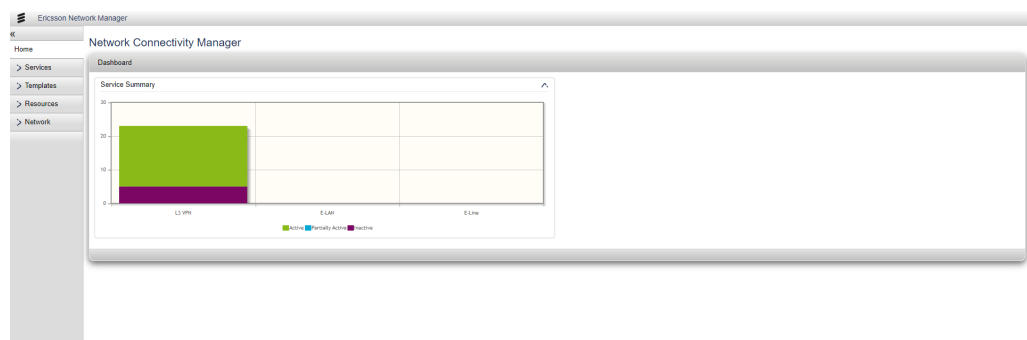 Ericsson Network Manager
«
Home
Services
Templates
Resources
Network
Network Connectivity Manager
Dashboard
Service Summary
30
20
10
0
L3 VPN
E-LAN
E-Line
Active Partially Active Inactive